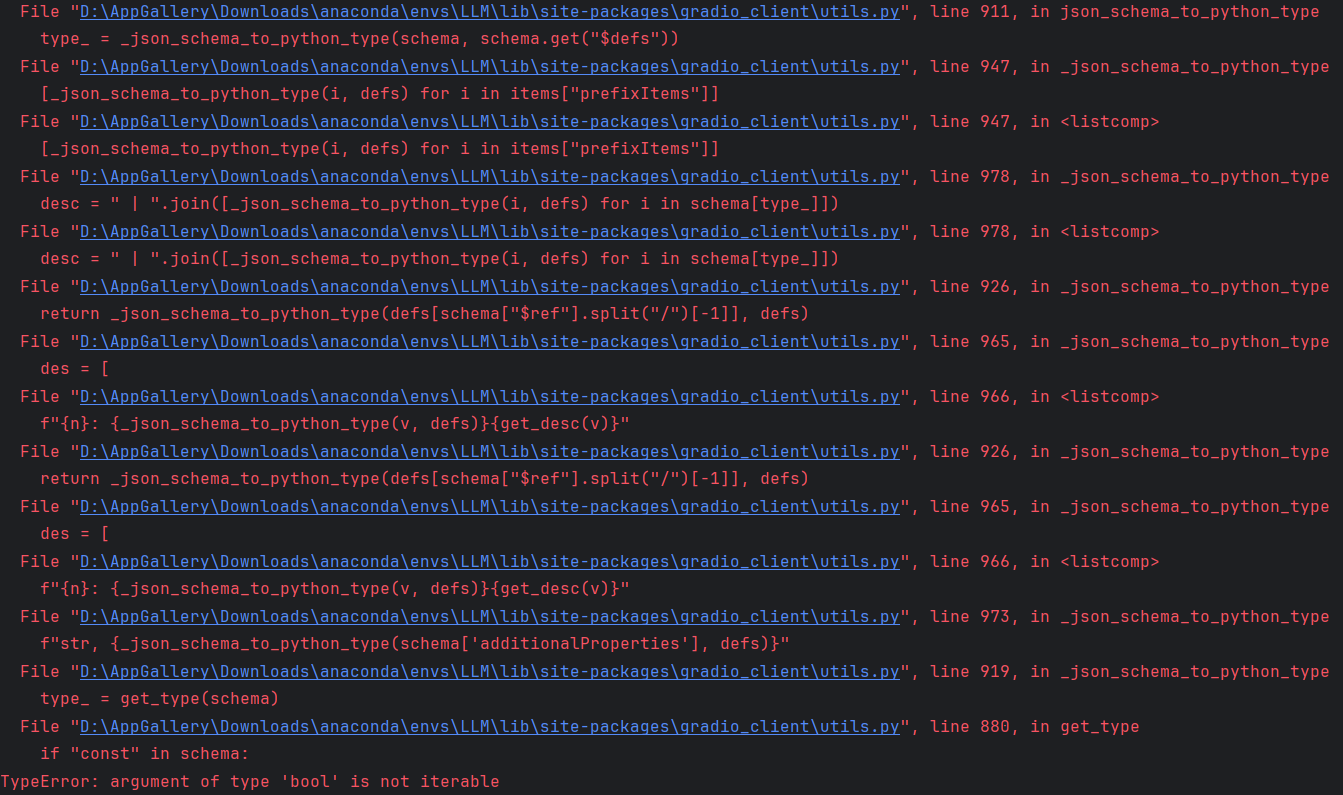 File "D:\AppGallery\Downloads\anaconda\envs\LLM\lib\site-packages\gradio_client\utils.py", line 911, in json_schema_to_python_type
type_ = _json_schema_to_python_type(schema, schema.get("$defs"))
File "D:\AppGallery\Downloads\anaconda\envs\LLM\lib\site-packages\gradio_client\utils.py", line 947, in _json_schema_to_python_type
[_json_schema_to_python_type(i, defs) for i in items["prefixItems"]]
File "D:\AppGallery\Downloads\anaconda\envs\LLM\lib\site-packages\gradio_client\utils.py", line 947, in <listcomp>
[_json_schema_to_python_type(i, defs) for i in items["prefixItems"]]
File "D:\AppGallery\Downloads\anaconda\envs\LLM\lib\site-packages\gradio_client\utils.py", line 978, in _json_schema_to_python_type
desc = " | ".join([_json_schema_to_python_type(i, defs) for i in schema[type_]])
File "D:\AppGallery\Downloads\anaconda\envs\LLM\lib\site-packages\gradio_client\utils.py", line 978, in <listcomp>
desc = " | ".join([_json_schema_to_python_type(i, defs) for i in schema[type_]])
File "D:\AppGallery\Downloads\anaconda\envs\LLM\lib\site-packages\gradio_client\utils.py", line 926, in _json_schema_to_python_type
return _json_schema_to_python_type(defs[schema["$ref"].split("/")[-1]], defs)
File "D:\AppGallery\Downloads\anaconda\envs\LLM\lib\site-packages\gradio_client\utils.py", line 965, in _json_schema_to_python_type
des = [
File "D:\AppGallery\Downloads\anaconda\envs\LLM\lib\site-packages\gradio_client\utils.py", line 966, in <listcomp>
f"{n}: {_json_schema_to_python_type(v, defs)}{get_desc(v)}"
File "D:\AppGallery\Downloads\anaconda\envs\LLM\lib\site-packages\gradio_client\utils.py", line 926, in _json_schema_to_python_type
return _json_schema_to_python_type(defs[schema["$ref"].split("/")[-1]], defs)
File "D:\AppGallery\Downloads\anaconda\envs\LLM\lib\site-packages\gradio_client\utils.py", line 965, in _json_schema_to_python_type
des = [
File "D:\AppGallery\Downloads\anaconda\envs\LLM\lib\site-packages\gradio_client\utils.py", line 966, in <listcomp>
f"{n}: {_json_schema_to_python_type(v, defs)}{get_desc(v)}"
File "D:\AppGallery\Downloads\anaconda\envs\LLM\lib\site-packages\gradio_client\utils.py", line 973, in _json_schema_to_python_type
f"str, {_json_schema_to_python_type(schema['additionalProperties'], defs)}"
File "D:\AppGallery\Downloads\anaconda\envs\LLM\lib\site-packages\gradio_client\utils.py", line 919, in _json_schema_to_python_type
type_ = get_type(schema)
File "D:\AppGallery\Downloads\anaconda\envs\LLM\lib\site-packages\gradio_client\utils.py", line 880, in get_type
if "const" in schema:
TypeError: argument of type 'bool' is not iterable